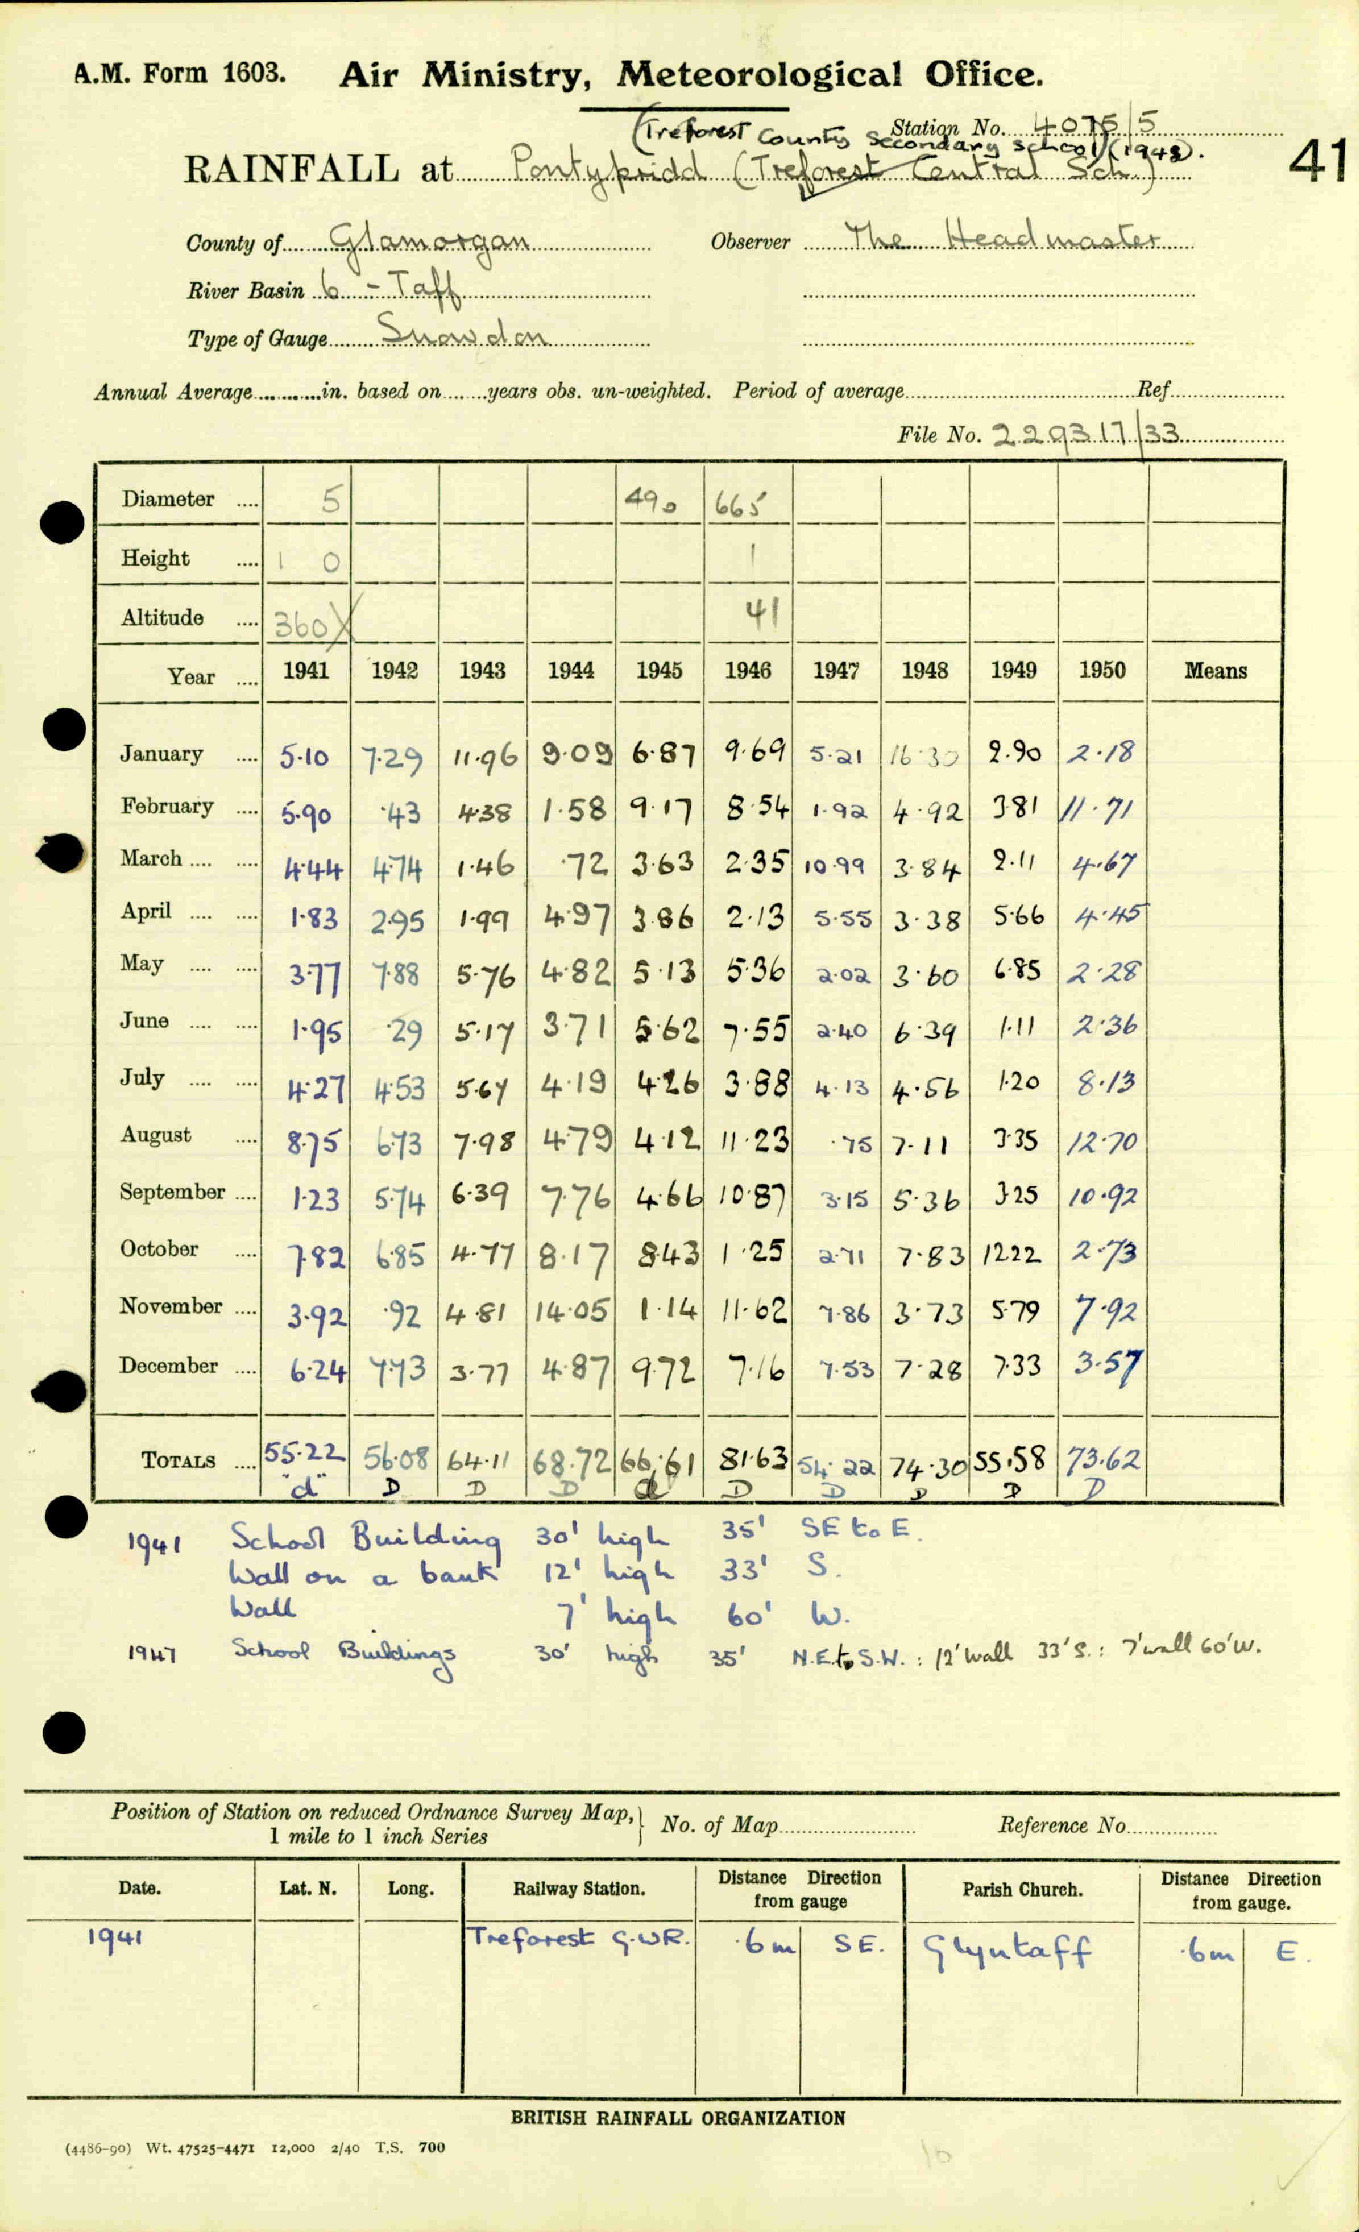 A.M. Form 1603. Air Ministry, Meteorological Office.
Station No. 4075/5
(Treforest County Secondary School) (1948).
RAINFALL at Pontypridd (Treforest Central Sch.) 41
County of Glamorgan Observer The Headmaster
River Basin 6 - Taff
Type of Gauge Snowdon
Annual Average in. based on years obs. un-weighted. Period of average Ref
File No. 229317/33
Diameter 5 490 665
Height 1 0 1
Altitude 360 X 41
Year 1941 1942 1943 1944 1945 1946 1947 1948 1949 1950 Means
January 5.10 7.29 11.96 9.09 6.87 9.69 5.21 16.30 2.90 2.18
February 5.90 .43 4.38 1.58 9.17 8.54 1.92 4.92 3.81 11.71
March 4.44 4.74 1.46 .72 3.63 2.35 10.99 3.84 2.11 4.67
April 1.83 2.95 1.99 4.97 3.86 2.13 5.55 3.38 5.66 4.45
May 3.77 7.88 5.76 4.82 5.13 5.36 2.02 3.60 6.85 2.28
June 1.95 .29 5.17 3.71 5.62 7.55 2.40 6.39 1.11 2.36
July 4.27 4.53 5.67 4.19 4.26 3.88 4.13 4.56 1.20 8.13
August 8.75 6.73 7.98 4.79 4.12 11.23 .75 7.11 3.35 12.70
September 1.23 5.74 6.39 7.76 4.66 10.87 3.15 5.36 3.25 10.92
October 7.82 6.85 4.77 8.17 8.43 1.25 2.71 7.83 12.22 2.73
November 3.92 .92 4.81 14.05 1.14 11.62 7.86 3.73 5.79 7.92
December 6.24 7.73 3.77 4.87 9.72 7.16 7.53 7.28 7.33 3.57
TOTALS 55.22 56.08 64.11 68.72 66.61 81.63 54.22 74.30 55.58 73.62
"d" D D D d D D D D D
1941 School Building 30' high 35' SE to E.
Wall on a bank 12' high 33' S.
Wall 7' high 60' W.
1947 School Buildings 30' high 35' N.E. to S.W. : 12' wall 33' S. : 7' wall 60' W.
Position of Station on reduced Ordnance Survey Map, 1 mile to 1 inch Series } No. of Map Reference No.
Date. Lat. N. Long. Railway Station. Distance Direction from gauge Parish Church. Distance Direction from gauge.
1941 Treforest G.W.R. .6m SE. Glyntaff .6m E.
BRITISH RAINFALL ORGANIZATION
(4486-90) Wt. 47525-4471 12,000 2/40 T.S. 700
10